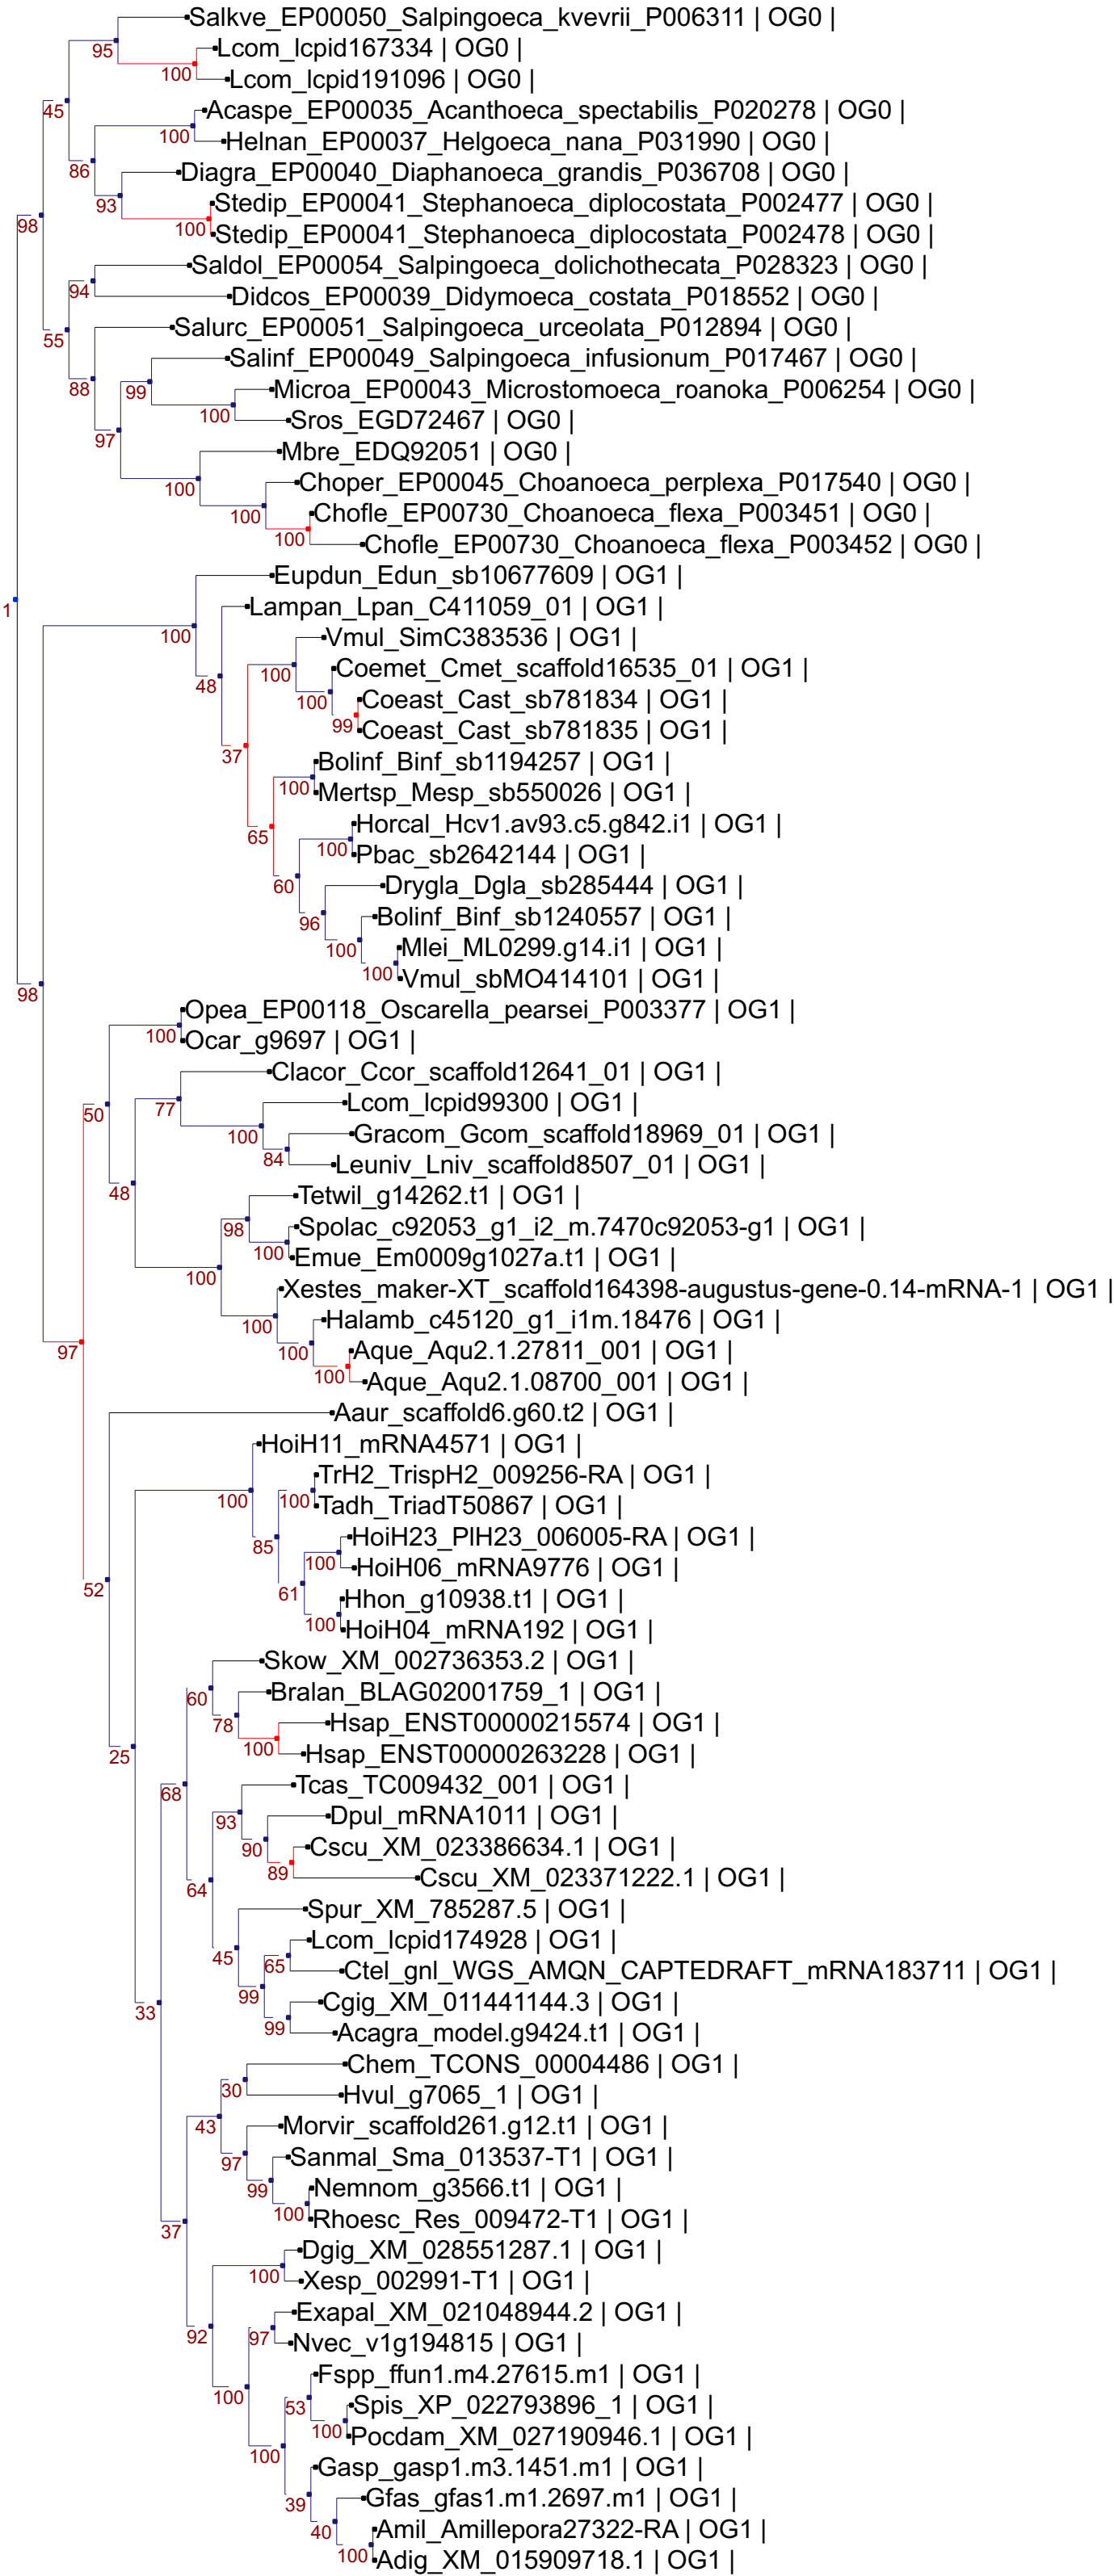 Salkve_EP00050_Salpingoeca_kvevrii_P006311 | OG0 |
95
Lcom_lcpid167334 | OG0 |
100
Lcom_lcpid191096 | OG0 |
45
Acaspe_EP00035_Acanthoeca_spectabilis_P020278 | OG0 |
100
Helnan_EP00037_Helgoeca_nana_P031990 | OG0 |
86
Diagra_EP00040_Diaphanoeca_grandis_P036708 | OG0 |
93
Stedip_EP00041_Stephanoeca_diplocostata_P002477 | OG0 |
98
100
Stedip_EP00041_Stephanoeca_diplocostata_P002478 | OG0 |
Saldol_EP00054_Salpingoeca_dolichothecata_P028323 | OG0 |
94
Didcos_EP00039_Didymoeca_costata_P018552 | OG0 |
55
Salurc_EP00051_Salpingoeca_urceolata_P012894 | OG0 |
Salinf_EP00049_Salpingoeca_infusionum_P017467 | OG0 |
88
99
Microa_EP00043_Microstomoeca_roanoka_P006254 | OG0 |
100
Sros_EGD72467 | OG0 |
97
Mbre_EDQ92051 | OG0 |
100
Choper_EP00045_Choanoeca_perplexa_P017540 | OG0 |
100
Chofle_EP00730_Choanoeca_flexa_P003451 | OG0 |
100
Chofle_EP00730_Choanoeca_flexa_P003452 | OG0 |
Eupdun_Edun_sb10677609 | OG1 |
1
Lampan_Lpan_C411059_01 | OG1 |
100
Vmul_SimC383536 | OG1 |
100
Coemet_Cmet_scaffold16535_01 | OG1 |
48
100
Coeast_Cast_sb781834 | OG1 |
99
Coeast_Cast_sb781835 | OG1 |
37
Bolinf_Binf_sb1194257 | OG1 |
100
Mertsp_Mesp_sb550026 | OG1 |
Horcal_Hcv1.av93.c5.g842.i1 | OG1 |
65
100
Pbac_sb2642144 | OG1 |
60
Drygla_Dgla_sb285444 | OG1 |
96
Bolinf_Binf_sb1240557 | OG1 |
100
Mlei_ML0299.g14.i1 | OG1 |
100
Vmul_sbMO414101 | OG1 |
98
Opea_EP00118_Oscarella_pearsei_P003377 | OG1 |
100
Ocar_g9697 | OG1 |
Clacor_Ccor_scaffold12641_01 | OG1 |
77
Lcom_lcpid99300 | OG1 |
50
100
Gracom_Gcom_scaffold18969_01 | OG1 |
84
Leuniv_Lniv_scaffold8507_01 | OG1 |
48
Tetwil_g14262.t1 | OG1 |
98
Spolac_c92053_g1_i2_m.7470c92053-g1 | OG1 |
100
Emue_Em0009g1027a.t1 | OG1 |
100
Xestes_maker-XT_scaffold164398-augustus-gene-0.14-mRNA-1 | OG1 |
100
Halamb_c45120_g1_i1m.18476 | OG1 |
97
100
Aque_Aqu2.1.27811_001 | OG1 |
100
Aque_Aqu2.1.08700_001 | OG1 |
Aaur_scaffold6.g60.t2 | OG1 |
HoiH11_mRNA4571 | OG1 |
TrH2_TrispH2_009256-RA | OG1 |
100
100
Tadh_TriadT50867 | OG1 |
85
HoiH23_PlH23_006005-RA | OG1 |
100
HoiH06_mRNA9776 | OG1 |
52
61
Hhon_g10938.t1 | OG1 |
100
HoiH04_mRNA192 | OG1 |
Skow_XM_002736353.2 | OG1 |
60
Bralan_BLAG02001759_1 | OG1 |
78
Hsap_ENST00000215574 | OG1 |
25
100
Hsap_ENST00000263228 | OG1 |
68
Tcas_TC009432_001 | OG1 |
93
Dpul_mRNA1011 | OG1 |
90
Cscu_XM_023386634.1 | OG1 |
89
Cscu_XM_023371222.1 | OG1 |
64
Spur_XM_785287.5 | OG1 |
45
Lcom_lcpid174928 | OG1 |
65
Ctel_gnl_WGS_AMQN_CAPTEDRAFT_mRNA183711 | OG1 |
99
Cgig_XM_011441144.3 | OG1 |
33
99
Acagra_model.g9424.t1 | OG1 |
Chem_TCONS_00004486 | OG1 |
30
Hvul_g7065_1 | OG1 |
43
Morvir_scaffold261.g12.t1 | OG1 |
97
Sanmal_Sma_013537-T1 | OG1 |
99
Nemnom_g3566.t1 | OG1 |
100
Rhoesc_Res_009472-T1 | OG1 |
37
Dgig_XM_028551287.1 | OG1 |
100
Xesp_002991-T1 | OG1 |
Exapal_XM_021048944.2 | OG1 |
92
97
Nvec_v1g194815 | OG1 |
Fspp_ffun1.m4.27615.m1 | OG1 |
100
53
Spis_XP_022793896_1 | OG1 |
100
Pocdam_XM_027190946.1 | OG1 |
100
Gasp_gasp1.m3.1451.m1 | OG1 |
39
Gfas_gfas1.m1.2697.m1 | OG1 |
40
Amil_Amillepora27322-RA | OG1 |
100
Adig_XM_015909718.1 | OG1 |